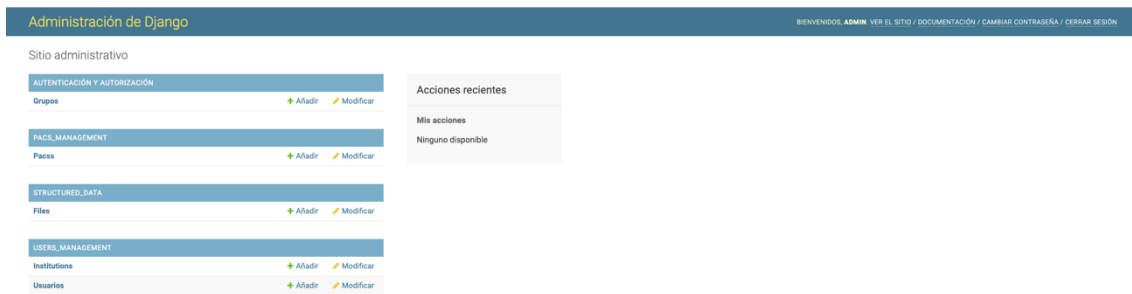 Administración de Django
BIENVENIDOS, ADMIN VER EL SITIO / DOCUMENTACIÓN / CAMBIAR CONTRASEÑA / CERRAR SESIÓN
Sitio administrativo
AUTENTICACIÓN Y AUTORIZACIÓN
Grupos Añadir Modificar
PACS_MANAGEMENT
Pacss Añadir Modificar
STRUCTURED_DATA
Files Añadir Modificar
USERS_MANAGEMENT
Institutions Añadir Modificar
Usuarios Añadir Modificar
Acciones recientes
Mis acciones
Ninguno disponible